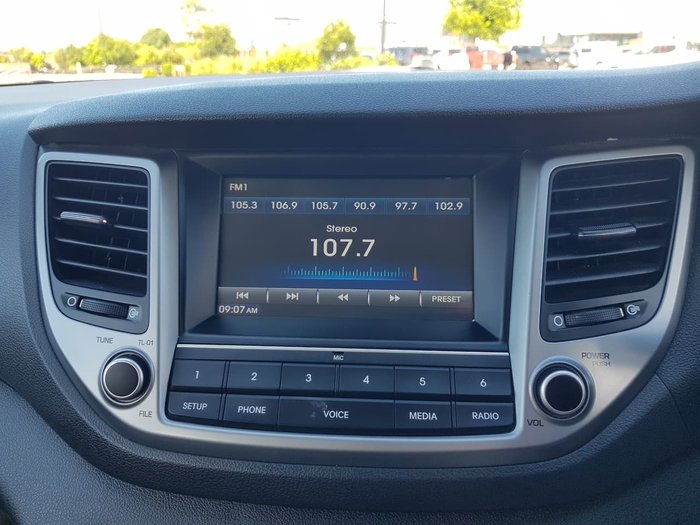 FM1
105.3 106.9 105.7 90.9 97.7 102.9
Stereo
107.7
PRESET
09:07 AM
TUNE TL-01
FILE
MIC
1 2 3 4 5 6
SETUP PHONE VOICE MEDIA RADIO
POWER
PUSH
VOL